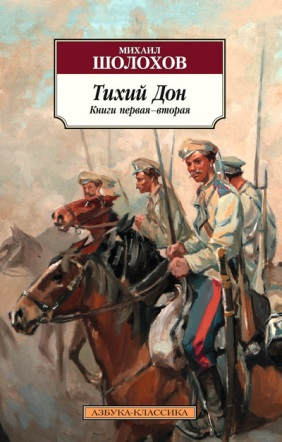 МИХАИЛ
ШОЛОХОВ
Тихий Дон
Книги первая–вторая
АЗБУКА-КЛАССИКА